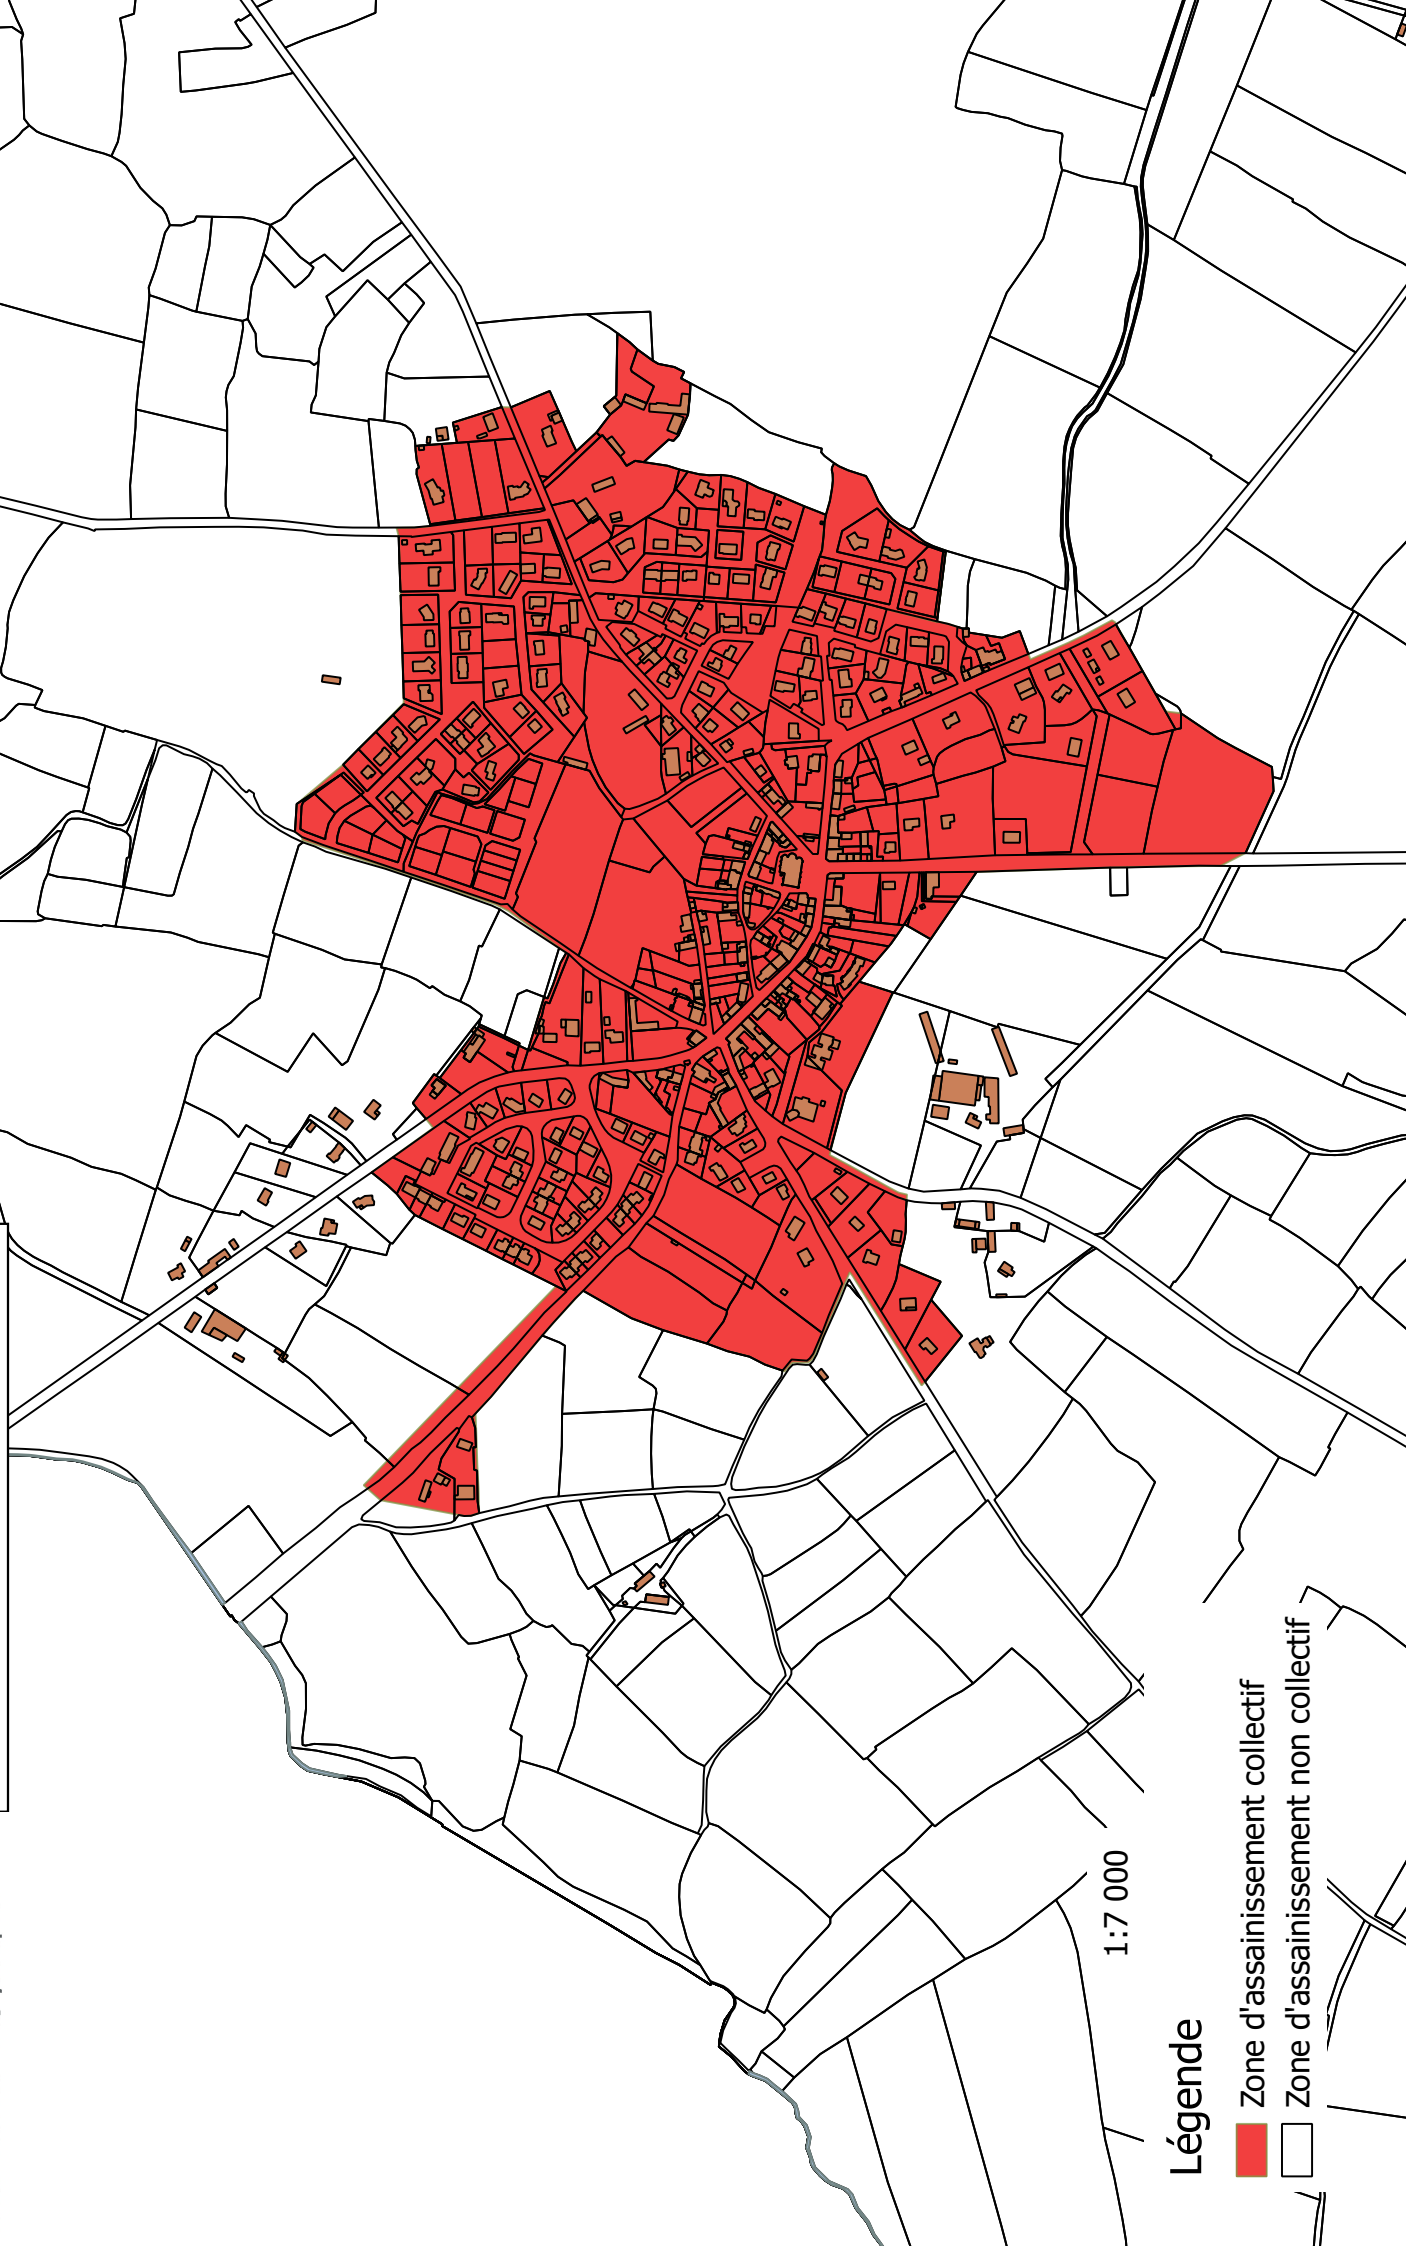 1:7 000
Légende
Zone d'assainissement collectif
Zone d'assainissement non collectif